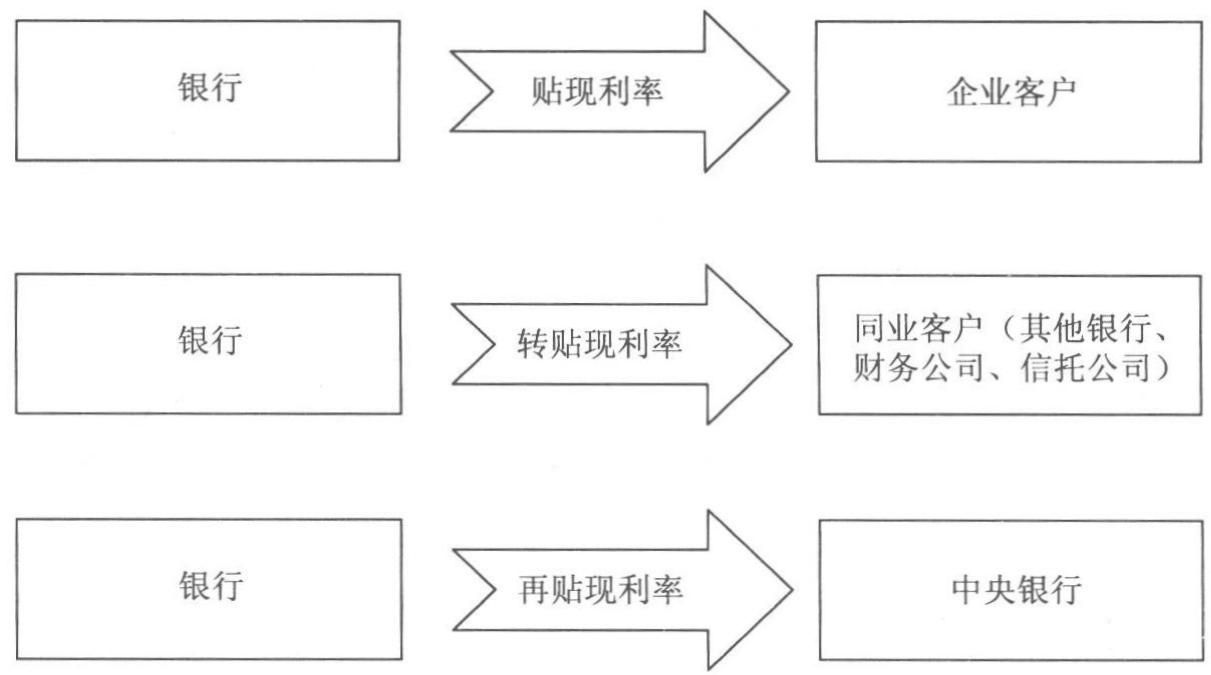 银行
贴现利率
企业客户
银行
转贴现利率
同业客户（其他银行、
财务公司、信托公司）
银行
再贴现利率
中央银行